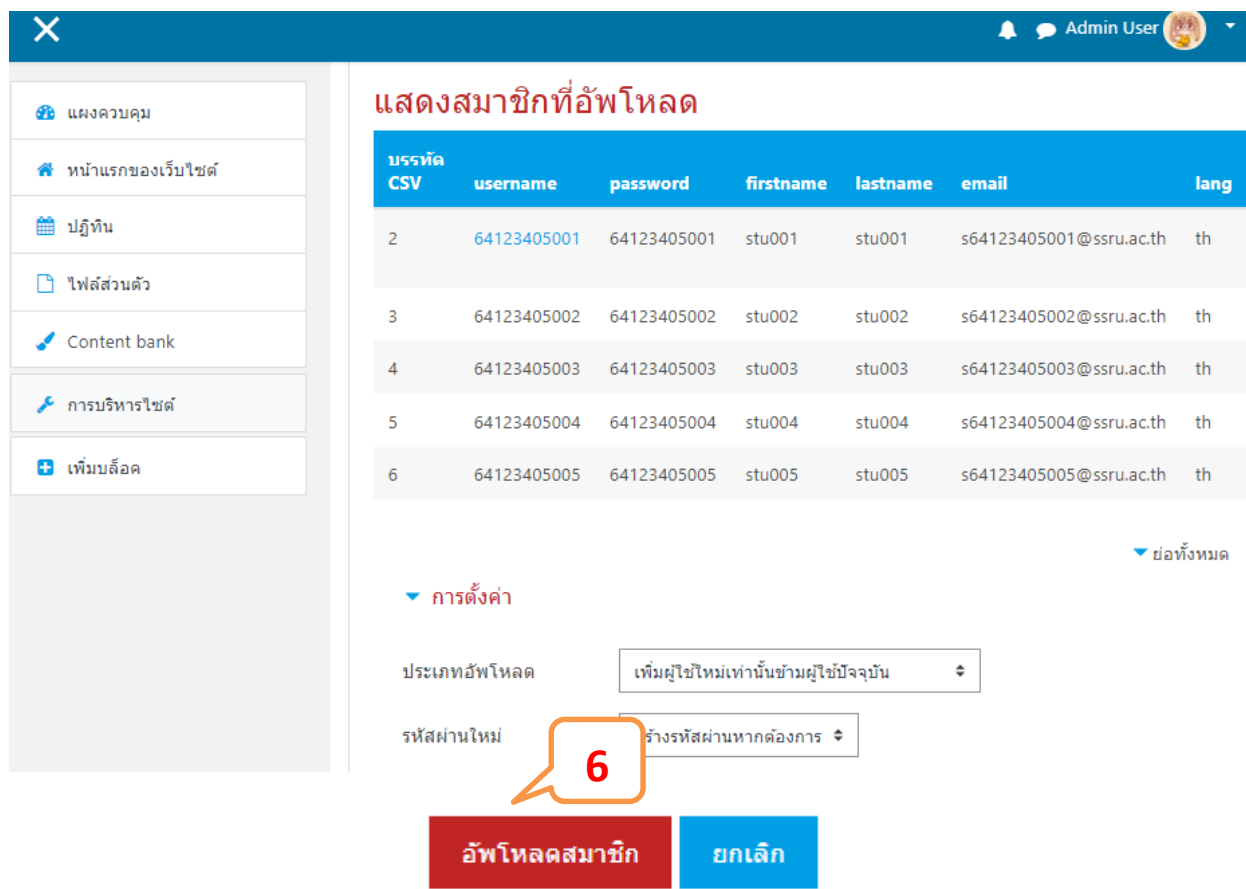 Admin User
แผงควบคุม
หน้าแรกของเว็บไซต์
ปฏิทิน
ไฟล์ส่วนตัว
Content bank
การบริหารไซต์
เพิ่มบล็อค
แสดงสมาชิกที่อัพโหลด
บรรทัด
CSV username password firstname lastname email lang
2 64123405001 64123405001 stu001 stu001 s64123405001@ssru.ac.th th
3 64123405002 64123405002 stu002 stu002 s64123405002@ssru.ac.th th
4 64123405003 64123405003 stu003 stu003 s64123405003@ssru.ac.th th
5 64123405004 64123405004 stu004 stu004 s64123405004@ssru.ac.th th
6 64123405005 64123405005 stu005 stu005 s64123405005@ssru.ac.th th
ย่อทั้งหมด
การตั้งค่า
ประเภทอัพโหลด เพิ่มผู้ใช้ใหม่เท่านั้นข้ามผู้ใช้ปัจจุบัน
รหัสผ่านใหม่ ร้างรหัสผ่านหากต้องการ
6
อัพโหลดสมาชิก ยกเลิก